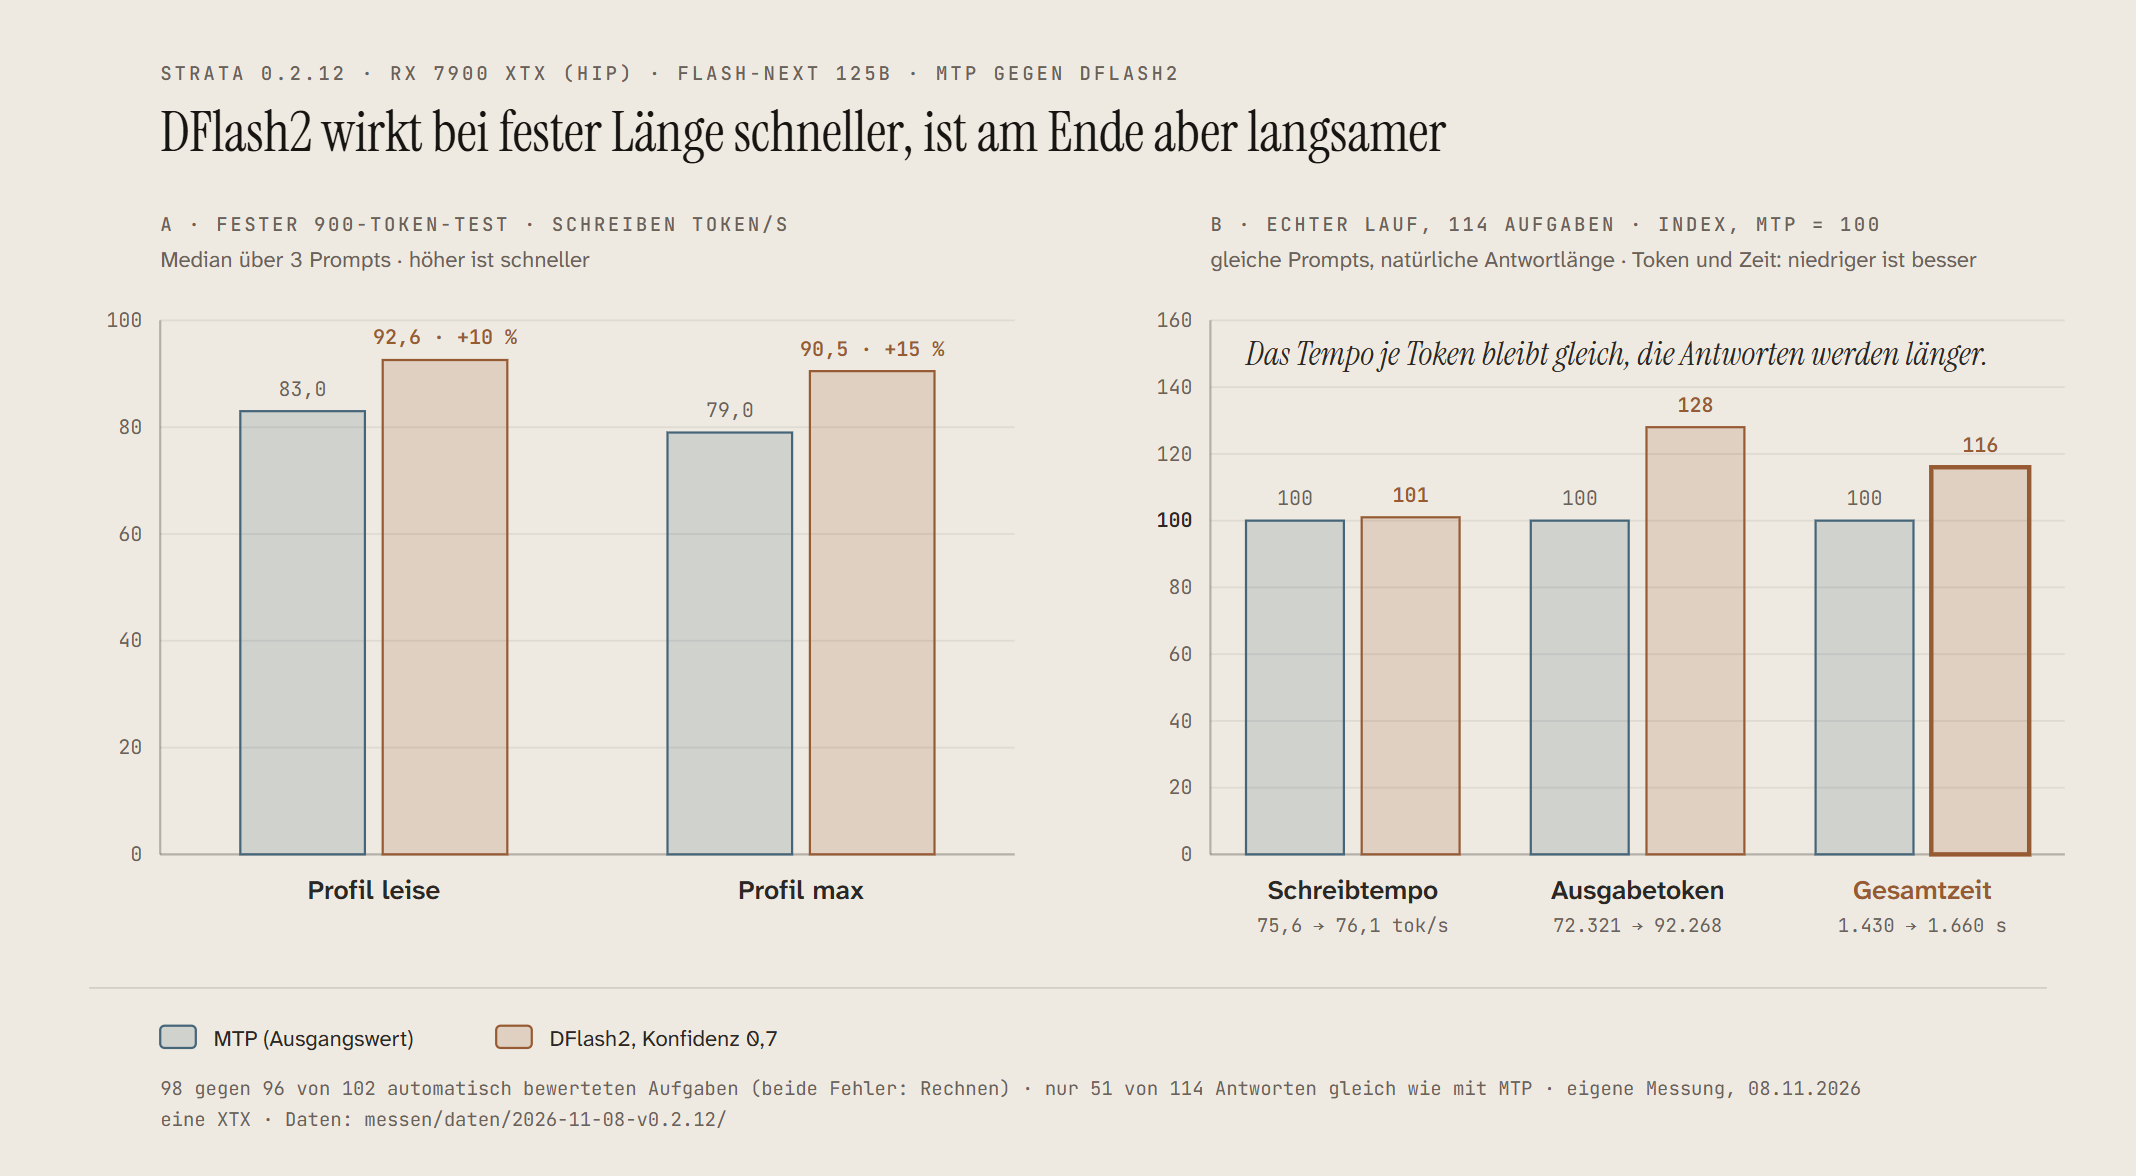 STRATA 0.2.12 · RX 7900 XTX (HIP) · FLASH-NEXT 125B · MTP GEGEN DFLASH2
DFlash2 wirkt bei fester Länge schneller, ist am Ende aber langsamer
A · FESTER 900-TOKEN-TEST · SCHREIBEN TOKEN/S
Median über 3 Prompts · höher ist schneller
100
80
60
40
20
0
83,0
92,6 · +10 %
79,0
90,5 · +15 %
Profil leise
Profil max
B · ECHTER LAUF, 114 AUFGABEN · INDEX, MTP = 100
gleiche Prompts, natürliche Antwortlänge · Token und Zeit: niedriger ist besser
160
140
120
100
80
60
40
20
0
Das Tempo je Token bleibt gleich, die Antworten werden länger.
100
101
100
128
100
116
Schreibtempo
75,6 → 76,1 tok/s
Ausgabetoken
72.321 → 92.268
Gesamtzeit
1.430 → 1.660 s
MTP (Ausgangswert)
DFlash2, Konfidenz 0,7
98 gegen 96 von 102 automatisch bewerteten Aufgaben (beide Fehler: Rechnen) · nur 51 von 114 Antworten gleich wie mit MTP · eigene Messung, 08.11.2026
eine XTX · Daten: messen/daten/2026-11-08-v0.2.12/